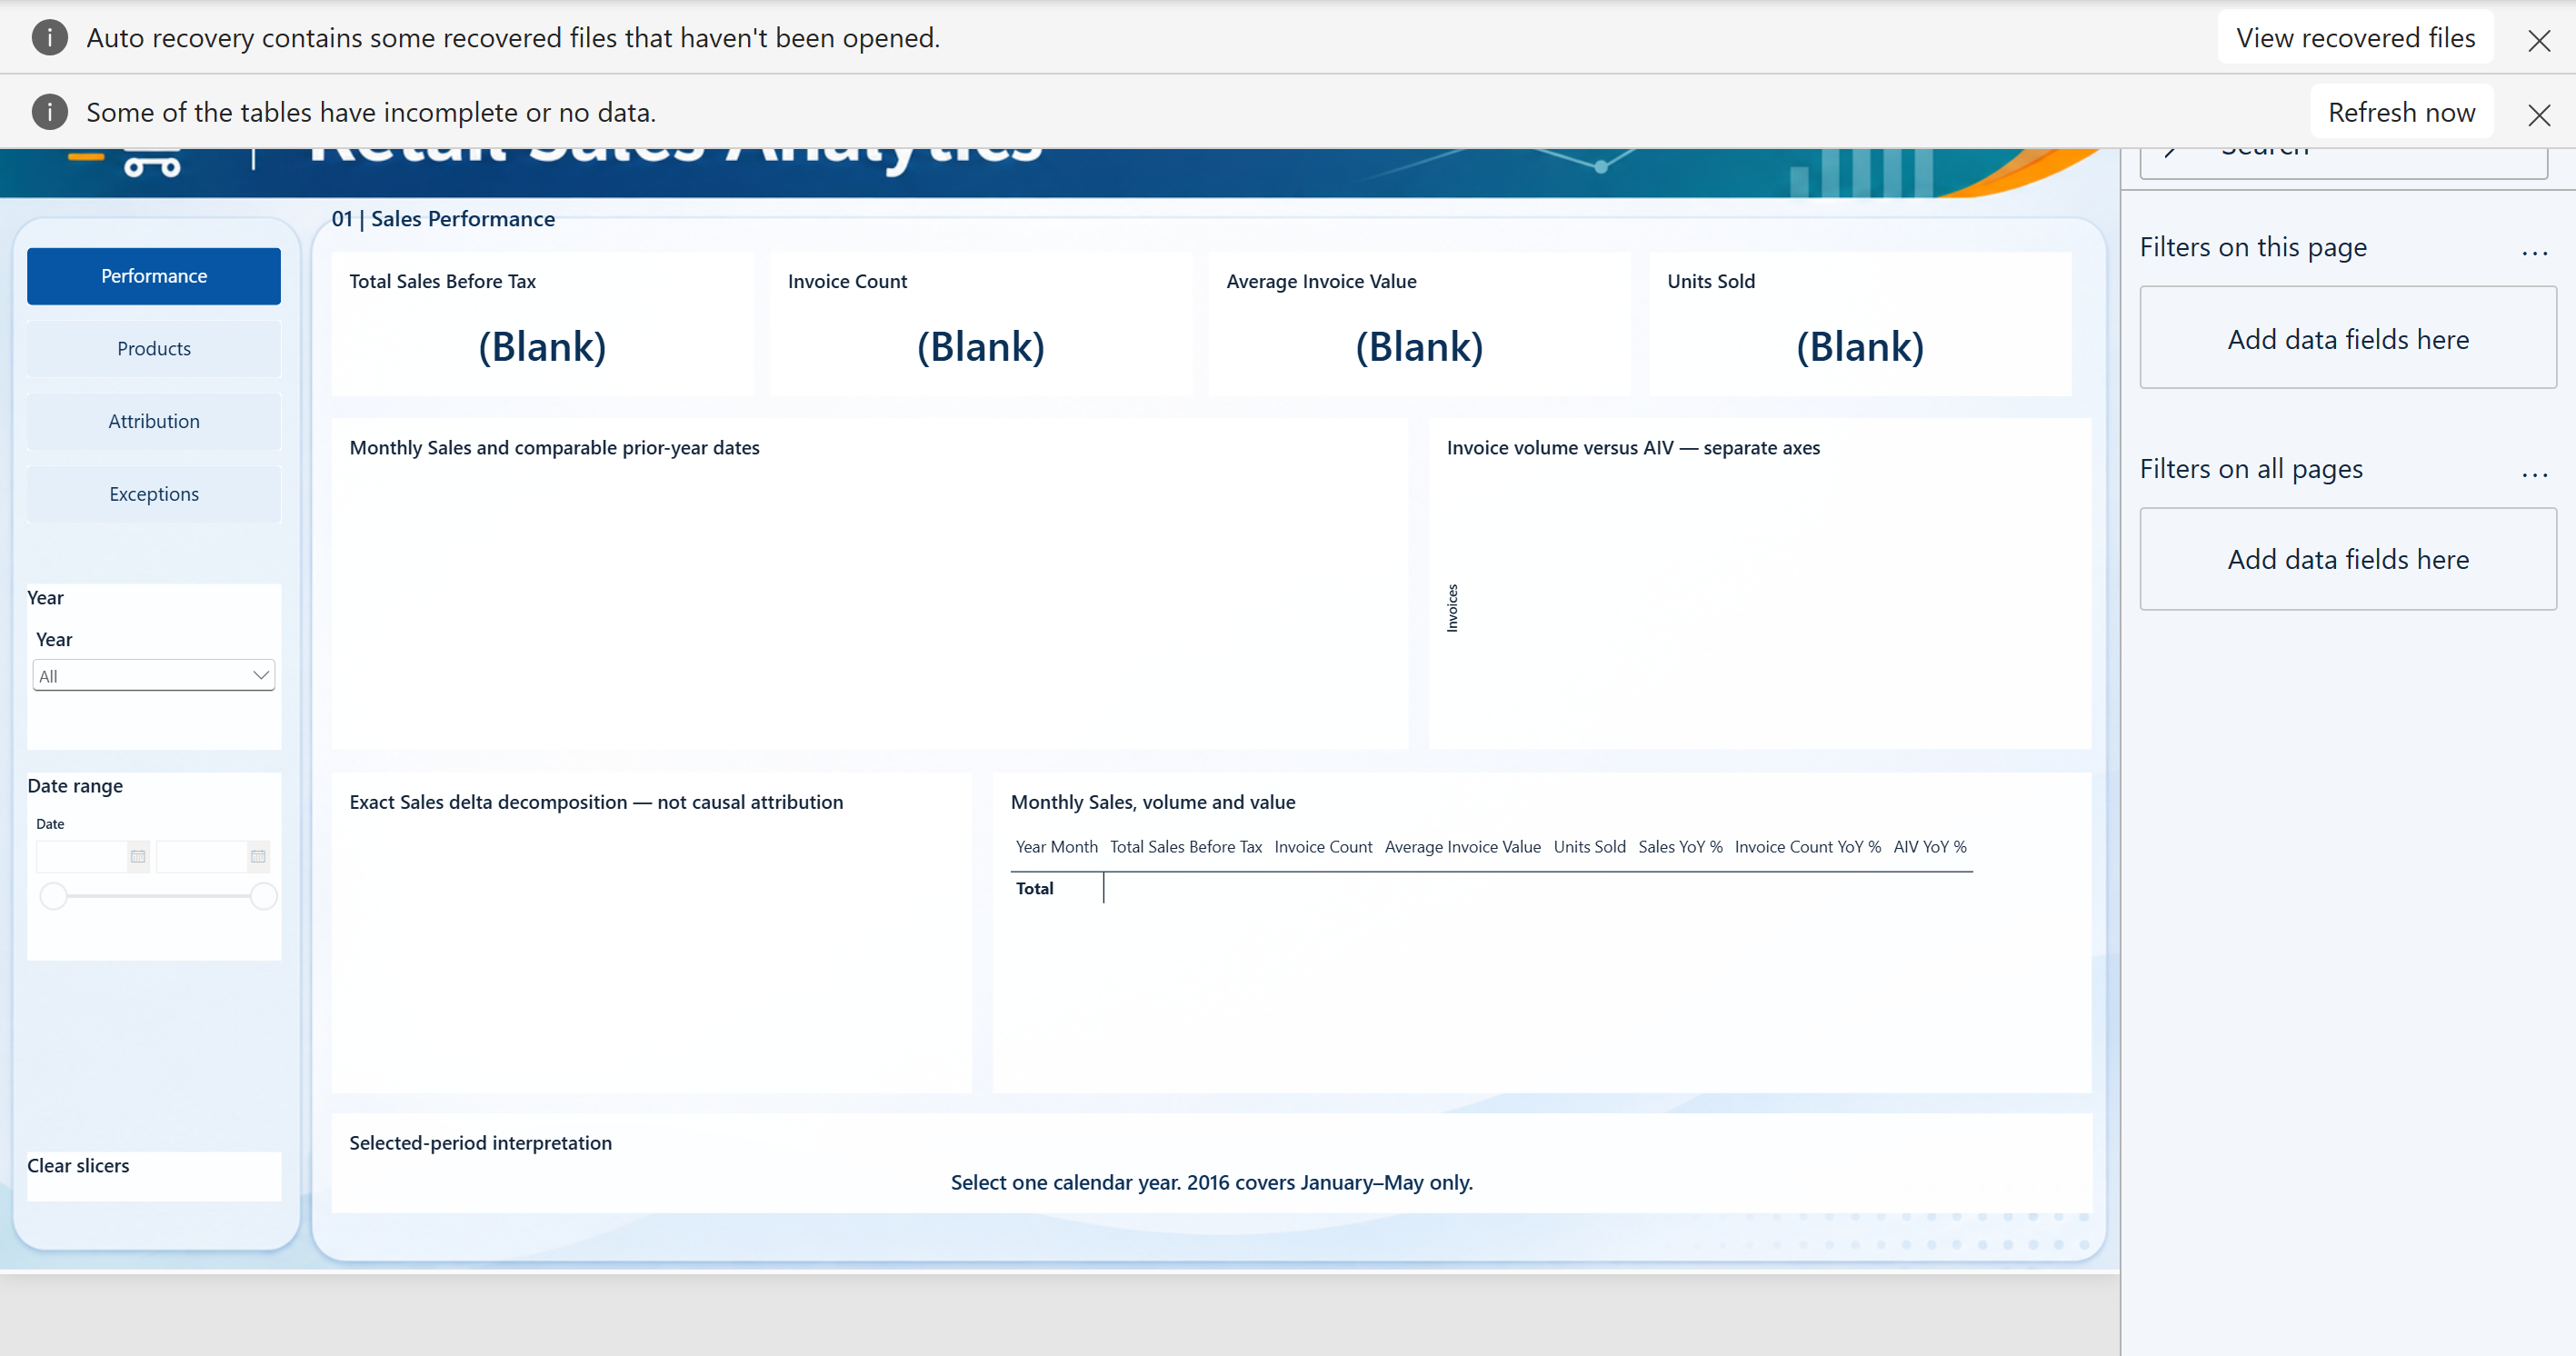 Auto recovery contains some recovered files that haven't been opened.
View recovered files
Some of the tables have incomplete or no data.
Refresh now
Retail Sales Analytics
Search
01 | Sales Performance
Performance
Products
Attribution
Exceptions
Year
Year
All
Date range
Date
Clear slicers
Total Sales Before Tax
(Blank)
Invoice Count
(Blank)
Average Invoice Value
(Blank)
Units Sold
(Blank)
Monthly Sales and comparable prior-year dates
Invoice volume versus AIV — separate axes
Invoices
Exact Sales delta decomposition — not causal attribution
Monthly Sales, volume and value
Year Month Total Sales Before Tax Invoice Count Average Invoice Value Units Sold Sales YoY % Invoice Count YoY % AIV YoY %
Total
Selected-period interpretation
Select one calendar year. 2016 covers January–May only.
Filters on this page
...
Add data fields here
Filters on all pages
...
Add data fields here